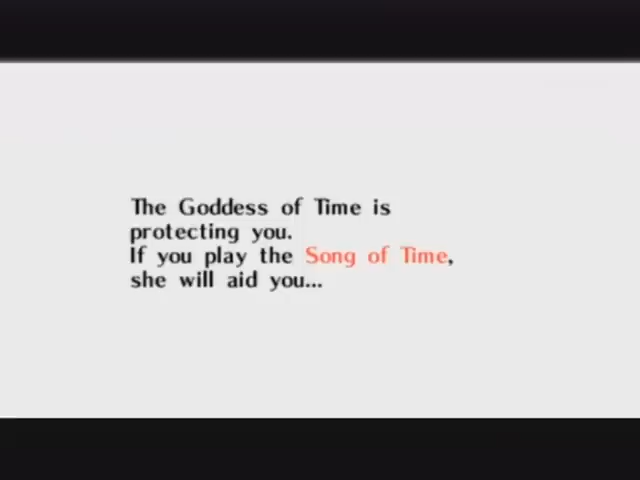 The Goddess of Time is
protecting you.
If you play the Song of Time,
she will aid you...